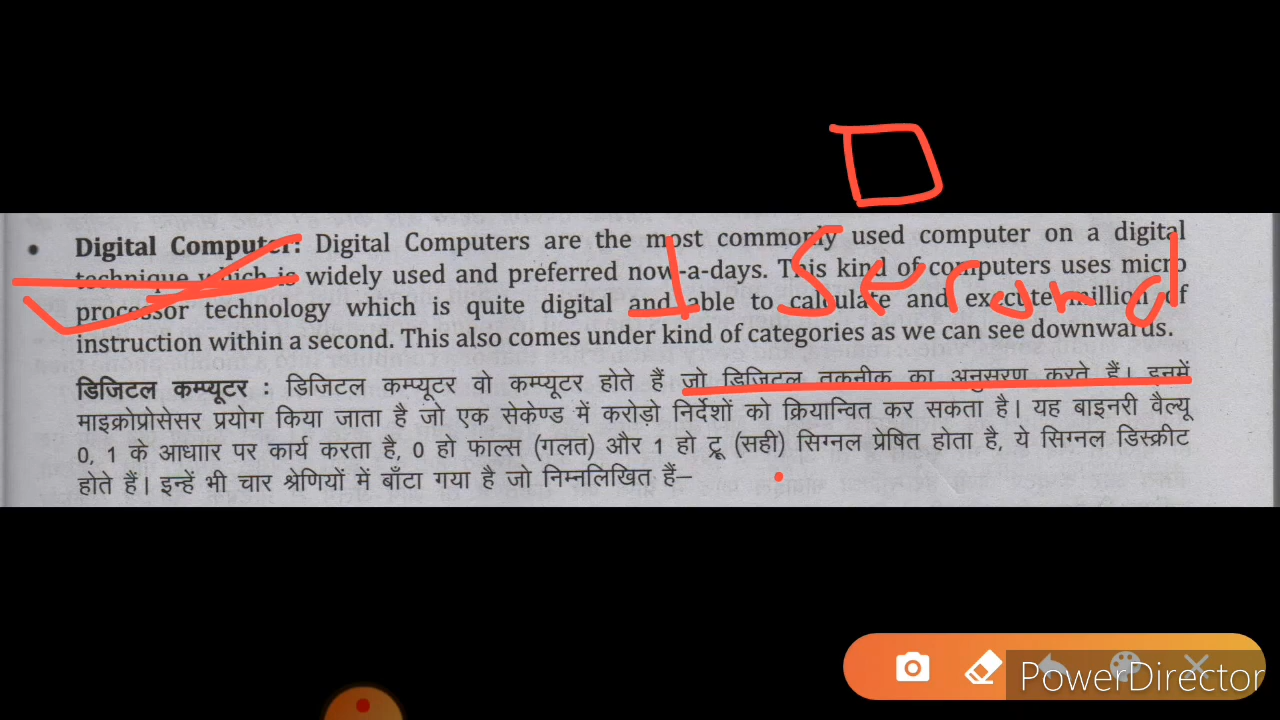 • Digital Computer: Digital Computers are the most commonly used computer on a digital
technique which is widely used and preferred now-a-days. This kind of computers uses micro
processor technology which is quite digital and able to calculate and execute million of
instruction within a second. This also comes under kind of categories as we can see downwards.
डिजिटल कम्प्यूटर : डिजिटल कम्प्यूटर वो कम्प्यूटर होते हैं जो डिजिटल तकनीक का अनुसरण करते हैं। इनमें
माइक्रोप्रोसेसर प्रयोग किया जाता है जो एक सेकेण्ड में करोड़ो निर्देशों को क्रियान्वित कर सकता है। यह बाइनरी वैल्यू
0, 1 के आधाार पर कार्य करता है, 0 हो फाल्स (गलत) और 1 हो ट्रू (सही) सिग्नल प्रेषित होता है, ये सिग्नल डिस्क्रीट
होते हैं। इन्हें भी चार श्रेणियों में बाँटा गया है जो निम्नलिखित हैं–
1 Second
PowerDirector